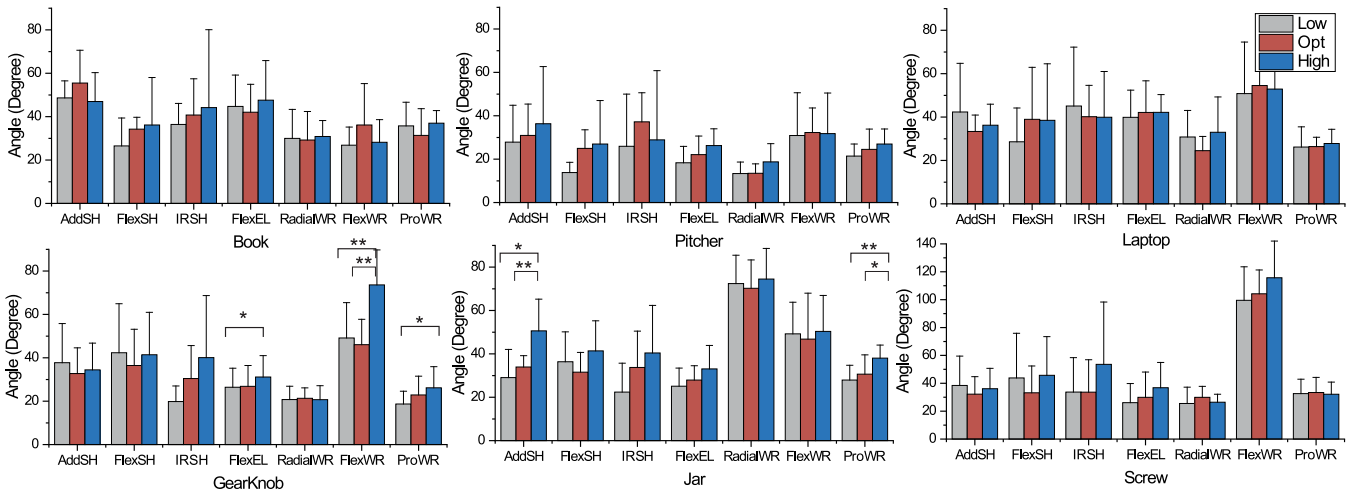 Angle (Degree)
80
60
40
20
0
AddSH FlexSH IRSH FlexEL RadialWR FlexWR ProWR
Book
Angle (Degree)
80
60
40
20
0
AddSH FlexSH IRSH FlexEL RadialWR FlexWR ProWR
Pitcher
Low
Opt
High
Angle (Degree)
80
60
40
20
0
AddSH FlexSH IRSH FlexEL RadialWR FlexWR ProWR
Laptop
Angle (Degree)
80
60
40
20
0
*
**
**
*
AddSH FlexSH IRSH FlexEL RadialWR FlexWR ProWR
GearKnob
Angle (Degree)
80
60
40
20
0
*
**
**
*
AddSH FlexSH IRSH FlexEL RadialWR FlexWR ProWR
Jar
Angle (Degree)
140
120
100
80
60
40
20
0
AddSH FlexSH IRSH FlexEL RadialWR FlexWR ProWR
Screw